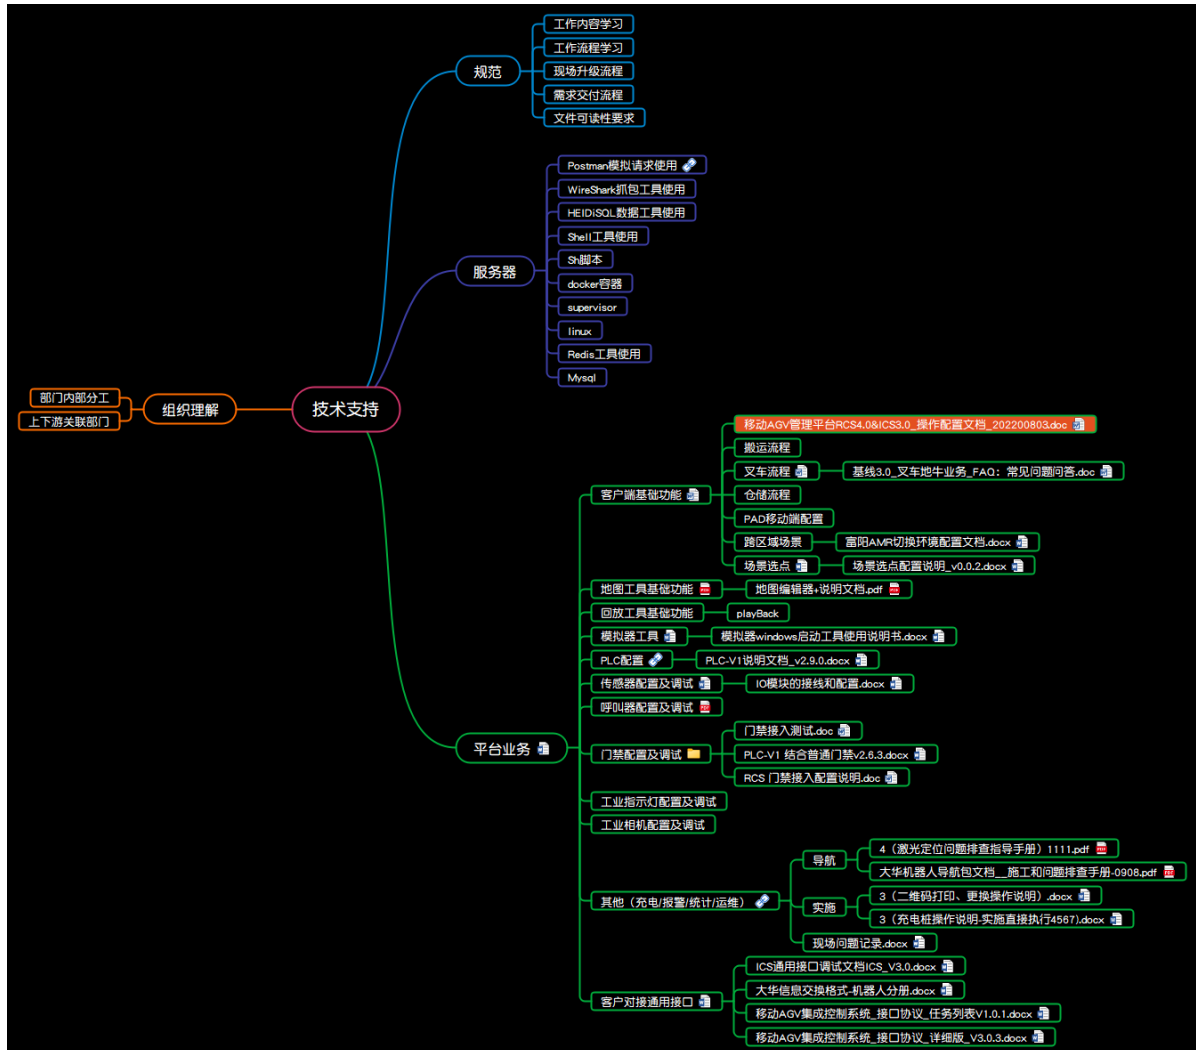 工作内容学习
工作流程学习
规范
现场升级流程
需求交付流程
文件可读性要求
Postman模拟请求使用
WireShark抓包工具使用
HEIDiSQL数据工具使用
Shell工具使用
Sh脚本
服务器
docker容器
supervisor
linux
Redis工具使用
Mysql
部门内部分工
上下游关联部门
组织理解
技术支持
移动AGV管理平台RCS4.0&ICS3.0_操作配置文档_202200803.doc
搬运流程
叉车流程
基线3.0_叉车地牛业务_FAQ：常见问题问答.doc
客户端基础功能
仓储流程
PAD移动端配置
跨区域场景
富阳AMR切换环境配置文档.docx
场景选点
场景选点配置说明_v0.0.2.docx
地图工具基础功能
地图编辑器+说明文档.pdf
回放工具基础功能
playBack
模拟器工具
模拟器windows启动工具使用说明书.docx
PLC配置
PLC-V1说明文档_v2.9.0.docx
传感器配置及调试
IO模块的接线和配置.docx
呼叫器配置及调试
平台业务
门禁配置及调试
门禁接入测试.doc
PLC-V1 结合普通门禁v2.6.3.docx
RCS 门禁接入配置说明.doc
工业指示灯配置及调试
工业相机配置及调试
其他（充电/报警/统计/运维）
导航
4（激光定位问题排查指导手册）1111.pdf
大华机器人导航包文档__施工和问题排查手册-0908.pdf
实施
3（二维码打印、更换操作说明）.docx
3（充电桩操作说明-实施直接执行4567).docx
现场问题记录.docx
客户对接通用接口
ICS通用接口调试文档ICS_V3.0.docx
大华信息交换格式-机器人分册.docx
移动AGV集成控制系统_接口协议_任务列表V1.0.1.docx
移动AGV集成控制系统_接口协议_详细版_V3.0.3.docx